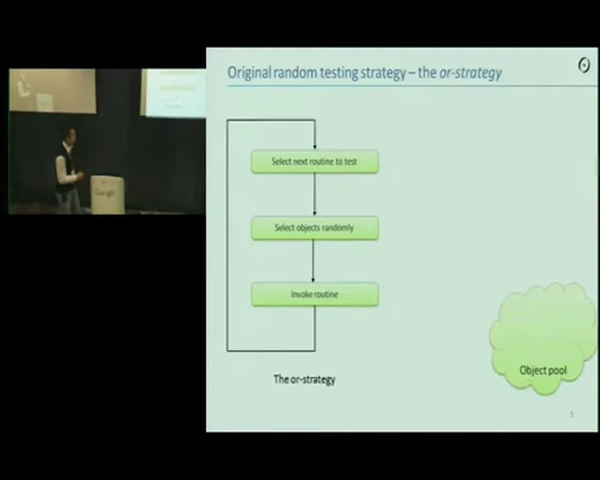 Original random testing strategy – the or-strategy
Select next routine to test
Select objects randomly
Invoke routine
The or-strategy
Object pool
5
Google